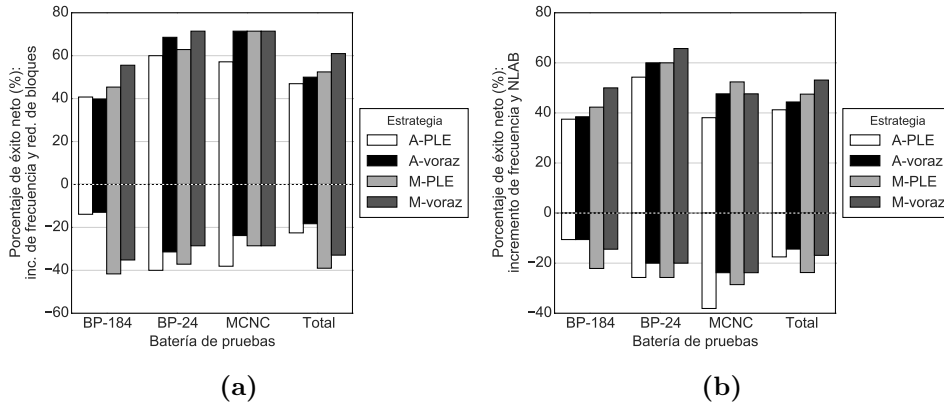 Porcentaje de éxito neto (%):
inc. de frecuencia y red. de bloques
80
60
40
20
0
−20
−40
−60
BP-184 BP-24 MCNC Total
Batería de pruebas
Estrategia
A-PLE
A-voraz
M-PLE
M-voraz
(a)
Porcentaje de éxito neto (%):
incremento de frecuencia y NLAB
80
60
40
20
0
−20
−40
BP-184 BP-24 MCNC Total
Batería de pruebas
Estrategia
A-PLE
A-voraz
M-PLE
M-voraz
(b)